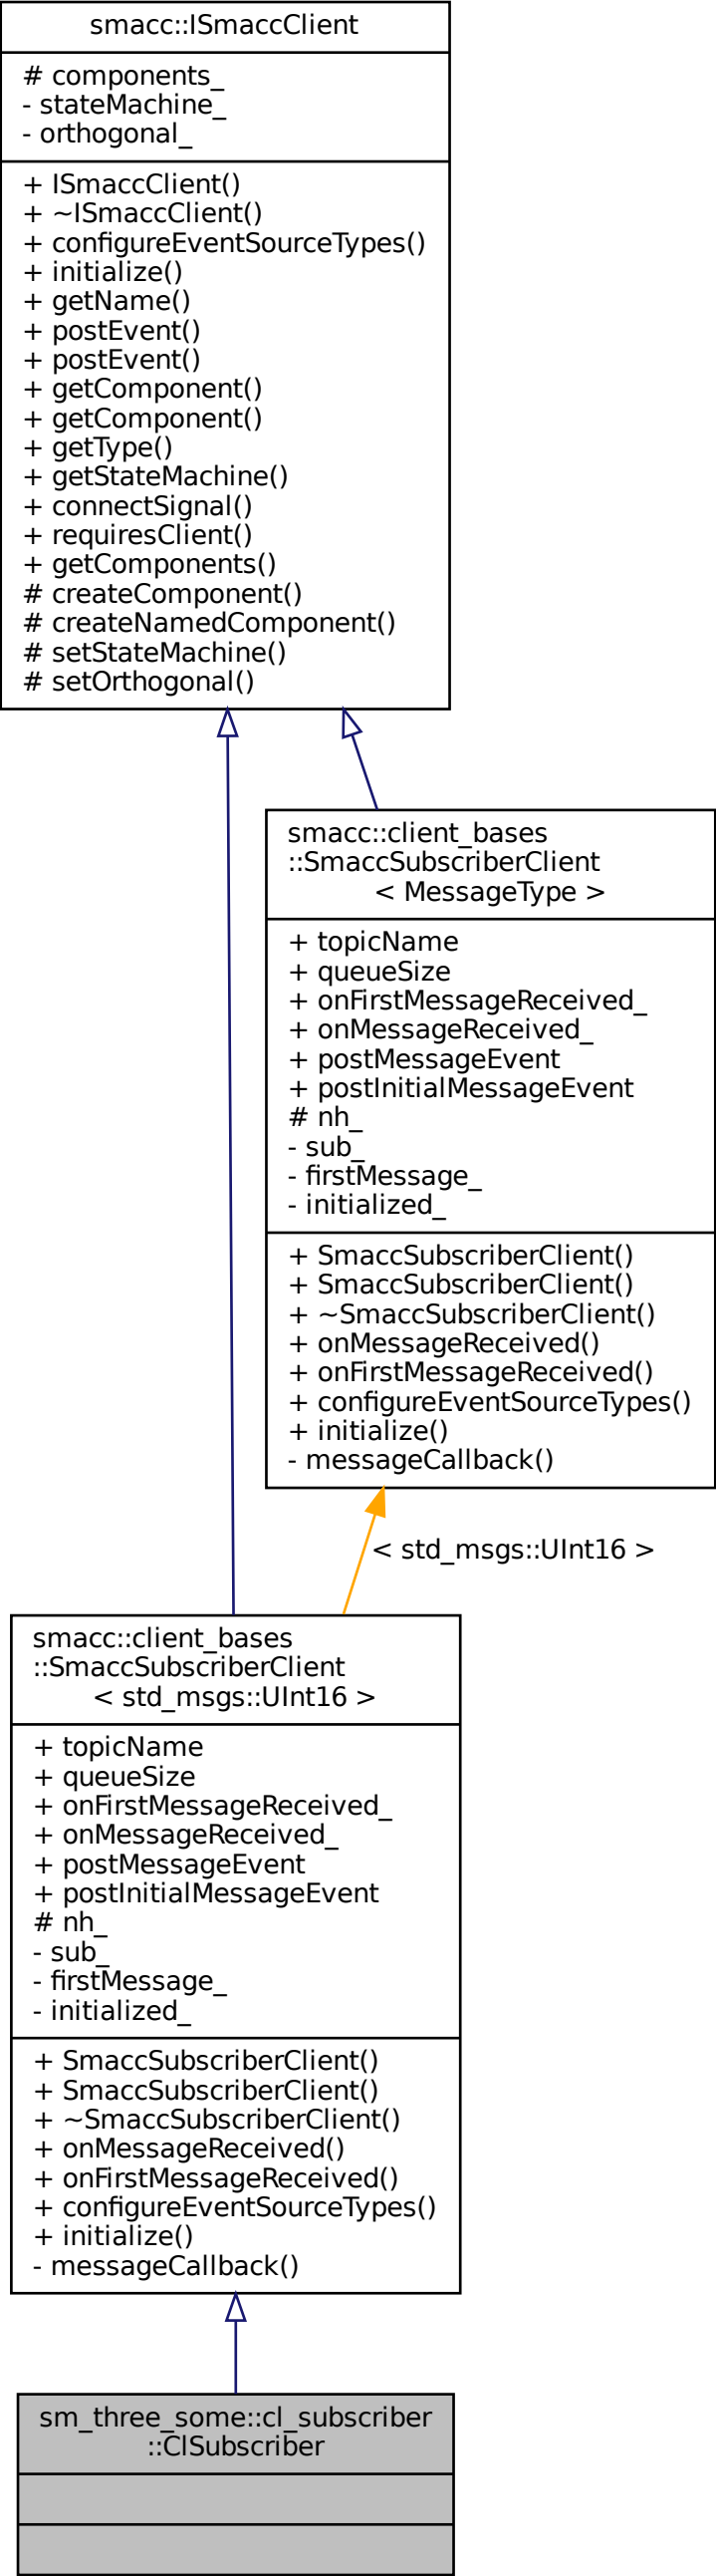 smacc::ISmaccClient
# components_
- stateMachine_
- orthogonal_
+ ISmaccClient()
+ ~ISmaccClient()
+ configureEventSourceTypes()
+ initialize()
+ getName()
+ postEvent()
+ postEvent()
+ getComponent()
+ getComponent()
+ getType()
+ getStateMachine()
+ connectSignal()
+ requiresClient()
+ getComponents()
# createComponent()
# createNamedComponent()
# setStateMachine()
# setOrthogonal()
smacc::client_bases
::SmaccSubscriberClient
< MessageType >
+ topicName
+ queueSize
+ onFirstMessageReceived_
+ onMessageReceived_
+ postMessageEvent
+ postInitialMessageEvent
# nh_
- sub_
- firstMessage_
- initialized_
+ SmaccSubscriberClient()
+ SmaccSubscriberClient()
+ ~SmaccSubscriberClient()
+ onMessageReceived()
+ onFirstMessageReceived()
+ configureEventSourceTypes()
+ initialize()
- messageCallback()
< std_msgs::UInt16 >
smacc::client_bases
::SmaccSubscriberClient
< std_msgs::UInt16 >
+ topicName
+ queueSize
+ onFirstMessageReceived_
+ onMessageReceived_
+ postMessageEvent
+ postInitialMessageEvent
# nh_
- sub_
- firstMessage_
- initialized_
+ SmaccSubscriberClient()
+ SmaccSubscriberClient()
+ ~SmaccSubscriberClient()
+ onMessageReceived()
+ onFirstMessageReceived()
+ configureEventSourceTypes()
+ initialize()
- messageCallback()
sm_three_some::cl_subscriber
::ClSubscriber